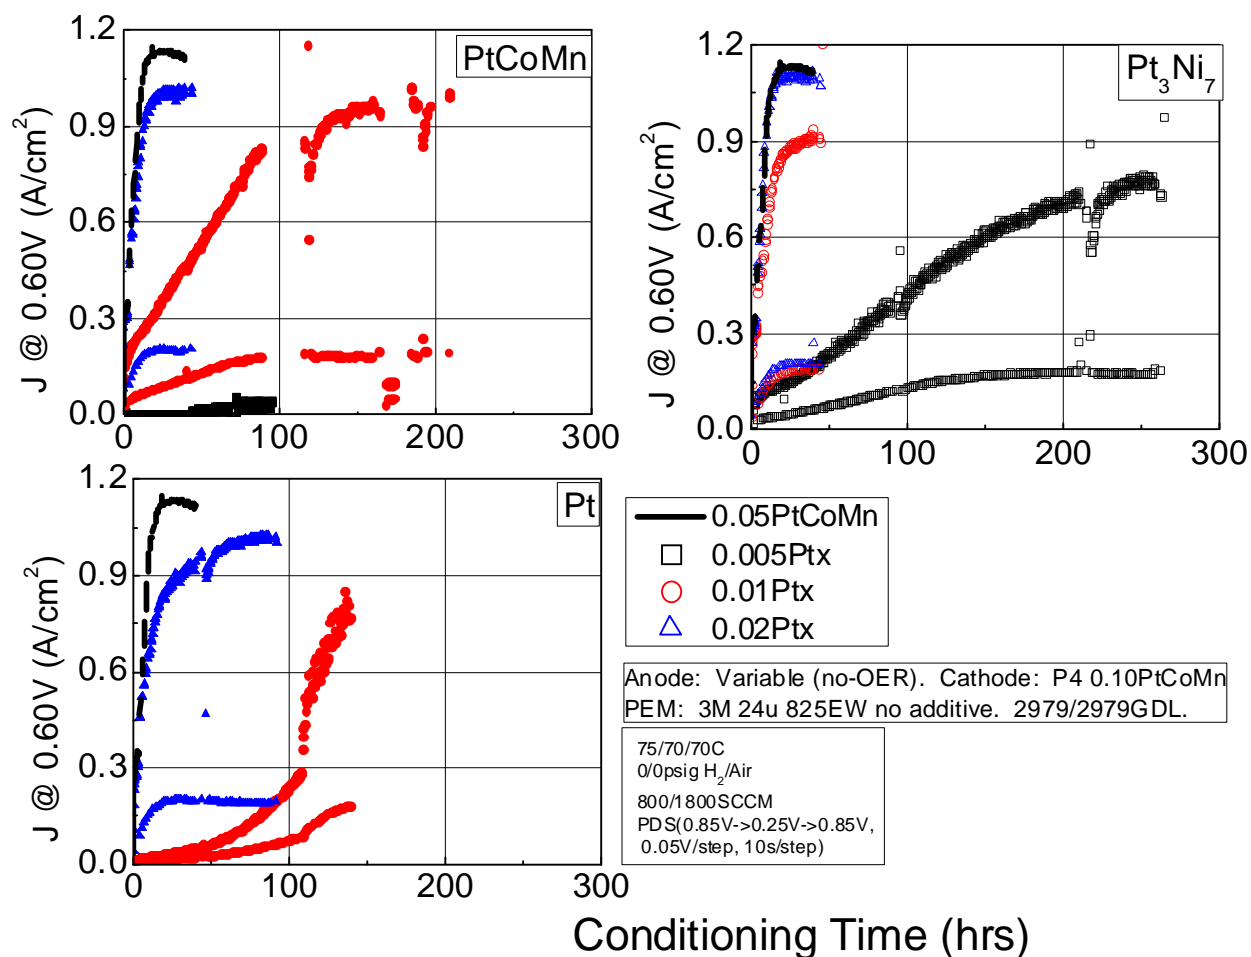 1.2
0.9
0.6
0.3
0.0
J @ 0.60V (A/cm²)
PtCoMn
0
100
200
300
1.2
0.9
0.6
0.3
0.0
J @ 0.60V (A/cm²)
Pt₃Ni₇
0
100
200
300
1.2
0.9
0.6
0.3
0.0
J @ 0.60V (A/cm²)
Pt
0
100
200
300
0.05PtCoMn
0.005Ptx
0.01Ptx
0.02Ptx
Anode: Variable (no-OER). Cathode: P4 0.10PtCoMn
PEM: 3M 24u 825EW no additive. 2979/2979GDL.
75/70/70C
0/0psig H₂/Air
800/1800SCCM
PDS(0.85V->0.25V->0.85V,
0.05V/step, 10s/step)
Conditioning Time (hrs)